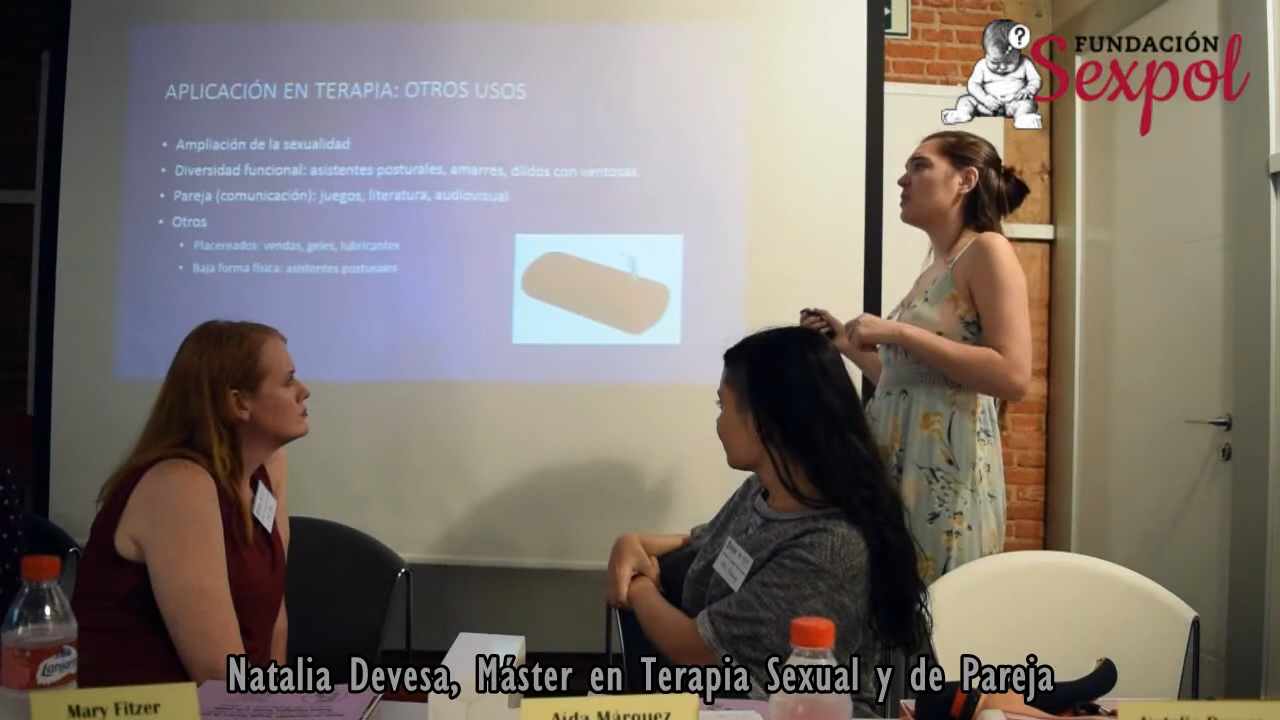 FUNDACIÓN
Sexpol
APLICACIÓN EN TERAPIA: OTROS USOS
• Ampliación de la sexualidad
• Diversidad funcional: asistentes posturales, amarres, dildos con ventosas
• Pareja (comunicación): juegos, literatura, audiovisual
• Otros
• Placereados: vendas, geles, lubricantes
• Baja forma física: asistentes posturales
Lanjarón
Natalia Devesa, Máster en Terapia Sexual y de Pareja
Mary Fitzer
Aída Márquez